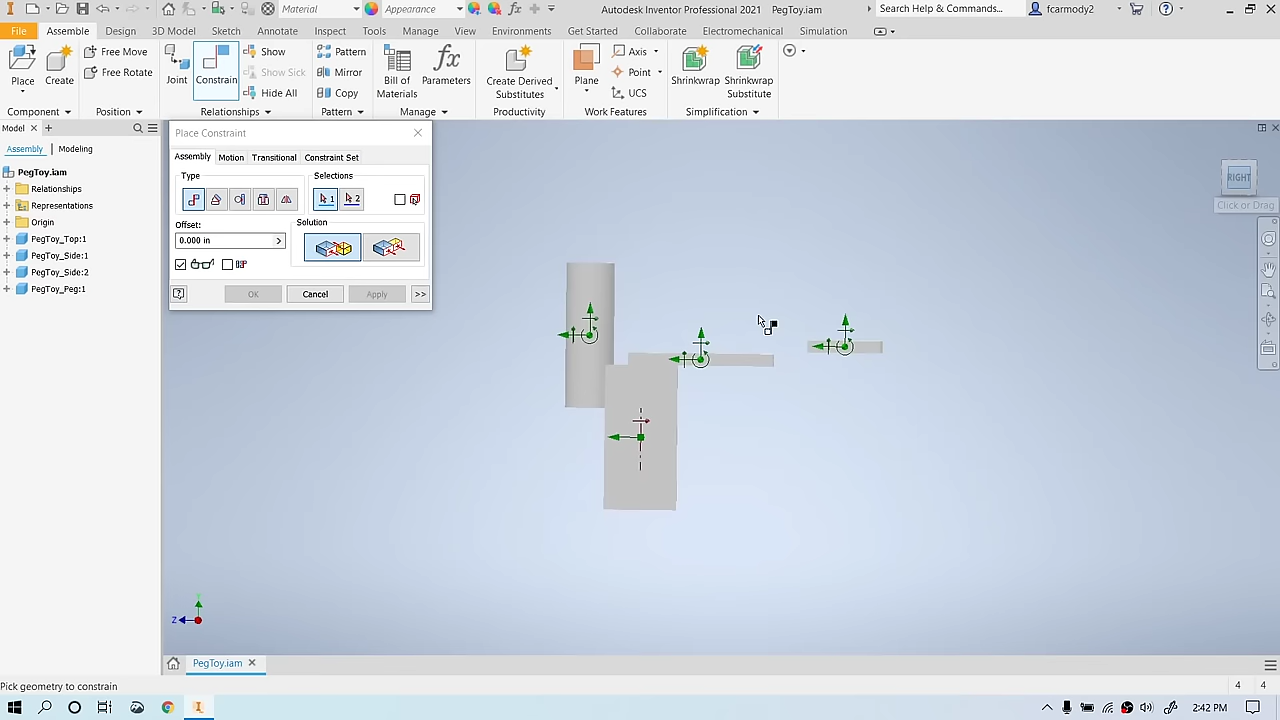 Material
Appearance
Autodesk Inventor Professional 2021 PegToy.iam
Search Help & Commands...
fcarmody2
File Assembly Design 3D Model Sketch Annotate Inspect Tools Manage View Environments Get Started Collaborate Electromechanical Simulation
Place
Create
Free Move
Free Rotate
Component
Position
Joint
Constrain
Show
Show Sick
Hide All
Relationships
Pattern
Mirror
Copy
Pattern
Bill of
Materials
Parameters
Manage
Create Derived
Substitutes
Productivity
Plane
Axis
Point
UCS
Work Features
Shrinkwrap
Shrinkwrap
Substitute
Simplification
Model
Assembly
Modeling
PegToy.iam
Relationships
Representations
Origin
PegToy_Top:1
PegToy_Side:1
PegToy_Side:2
PegToy_Peg:1
Place Constraint
Assembly Motion Transitional Constraint Set
Type
Selections
1
2
Offset:
0.000 in
Solution
OK
Cancel
Apply
>>
RIGHT
Click or Drag
Y
Z
PegToy.iam
Pick geometry to constrain
4 4
2:42 PM